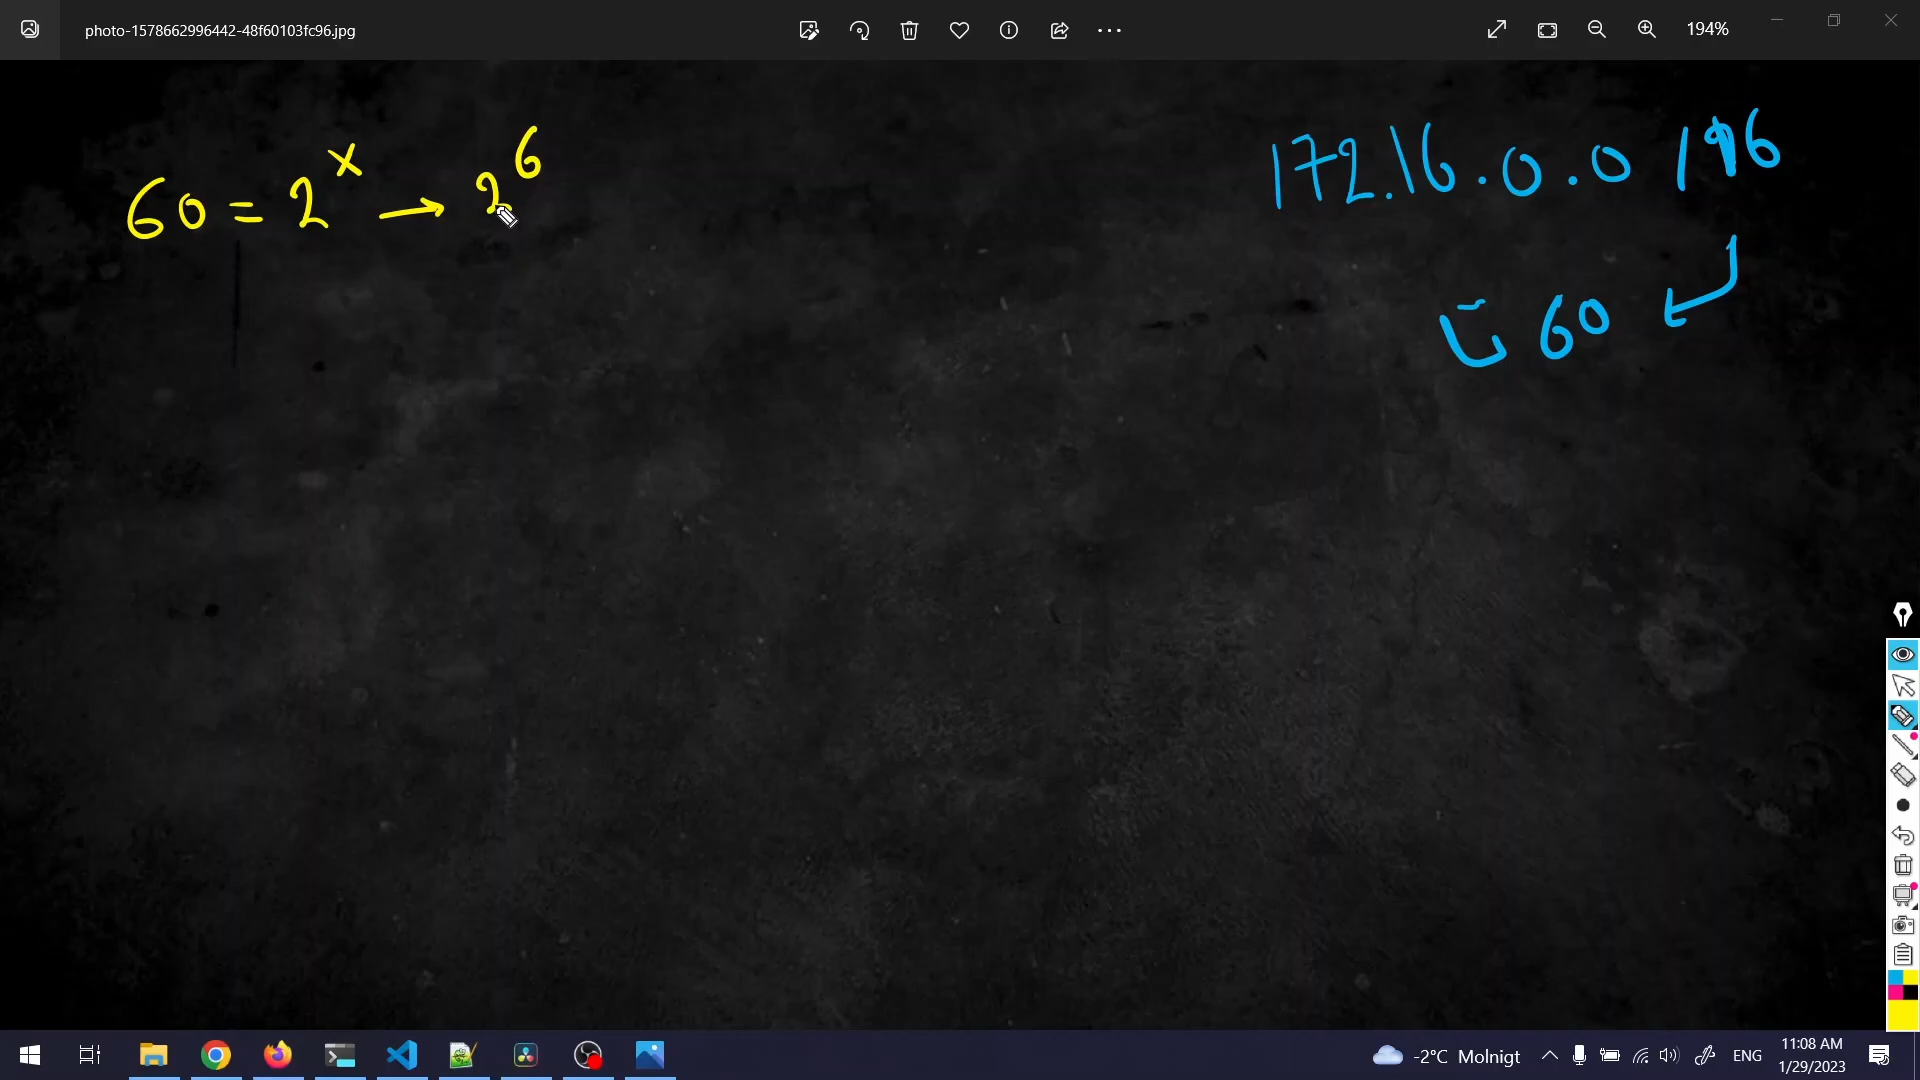 photo-1578662996442-48f60103fc96.jpg
194%
60 = 2^x → 2^6
172.16.0.0 196
60
-2°C Molnigt
ENG
11:08 AM
1/29/2023